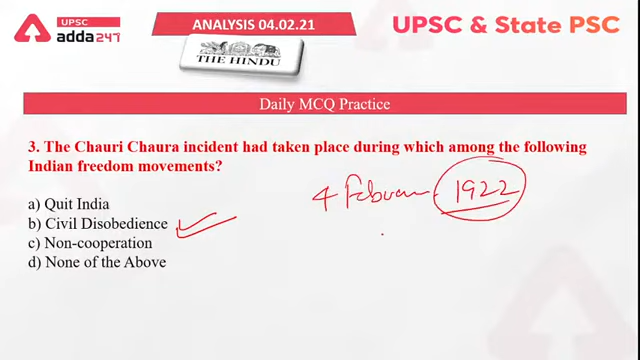 UPSC
adda247
ANALYSIS 04.02.21
THE HINDU
UPSC & State PSC
Daily MCQ Practice
3. The Chauri Chaura incident had taken place during which among the following
Indian freedom movements?
4 February 1922
a) Quit India
b) Civil Disobedience
c) Non-cooperation
d) None of the Above